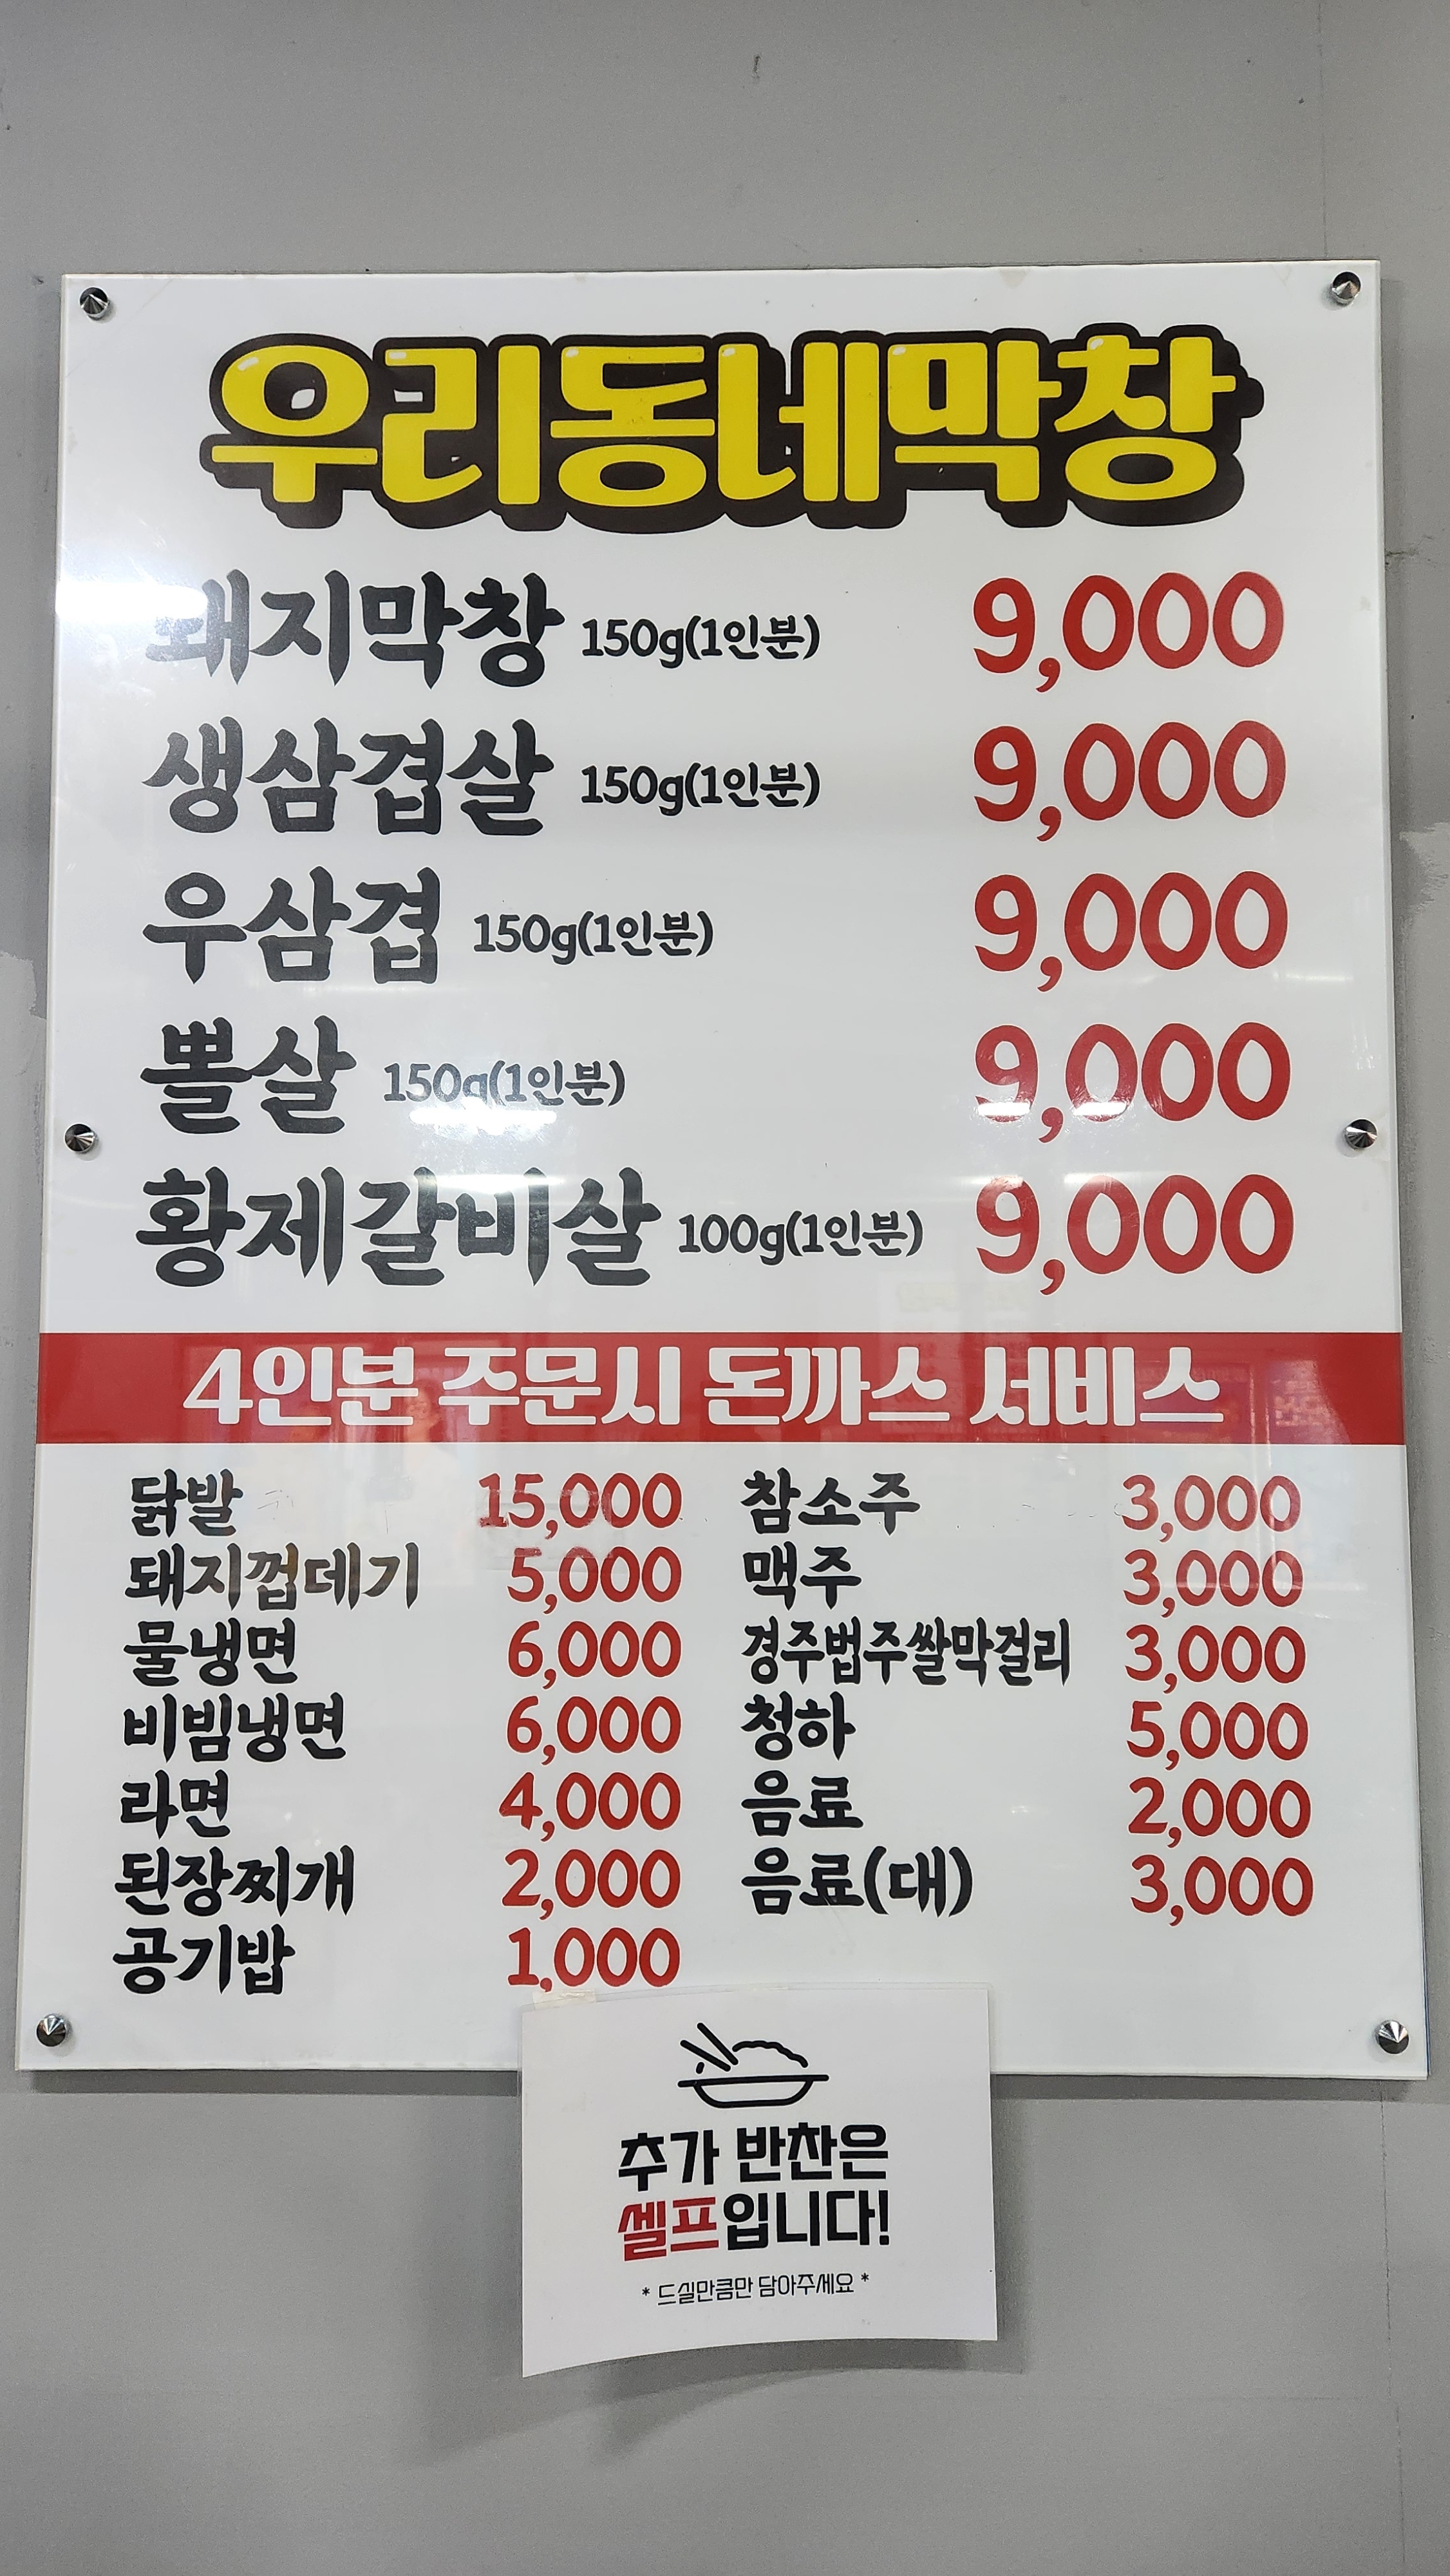 우리동네막창
돼지막창 150g(1인분) 9,000
생삼겹살 150g(1인분) 9,000
우삼겹 150g(1인분) 9,000
뽈살 150g(1인분) 9,000
황제갈비살 100g(1인분) 9,000
4인분 주문시 돈까스 서비스
닭발 15,000
돼지껍데기 5,000
물냉면 6,000
비빔냉면 6,000
라면 4,000
된장찌개 2,000
공기밥 1,000
참소주 3,000
맥주 3,000
경주법주쌀막걸리 3,000
청하 5,000
음료 2,000
음료(대) 3,000
추가 반찬은
셀프입니다!
* 드실만큼만 담아주세요 *